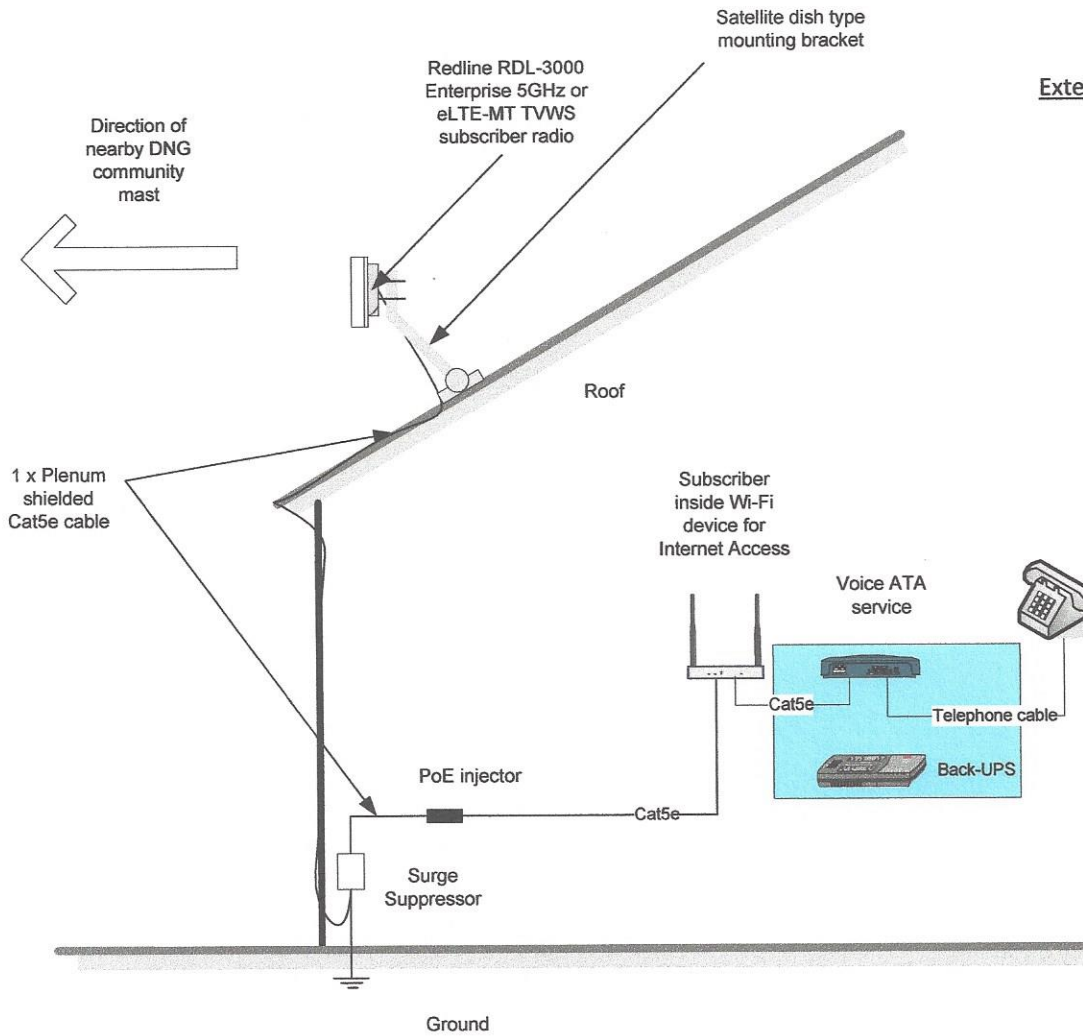 Satellite dish type
mounting bracket
Redline RDL-3000
Enterprise 5GHz or
eLTE-MT TVWS
subscriber radio
Exte
Direction of
nearby DNG
community
mast
Roof
1 x Plenum
shielded
Cat5e cable
Subscriber
inside Wi-Fi
device for
Internet Access
Voice ATA
service
Cat5e
Telephone cable
Back-UPS
PoE injector
Cat5e
Surge
Suppressor
Ground